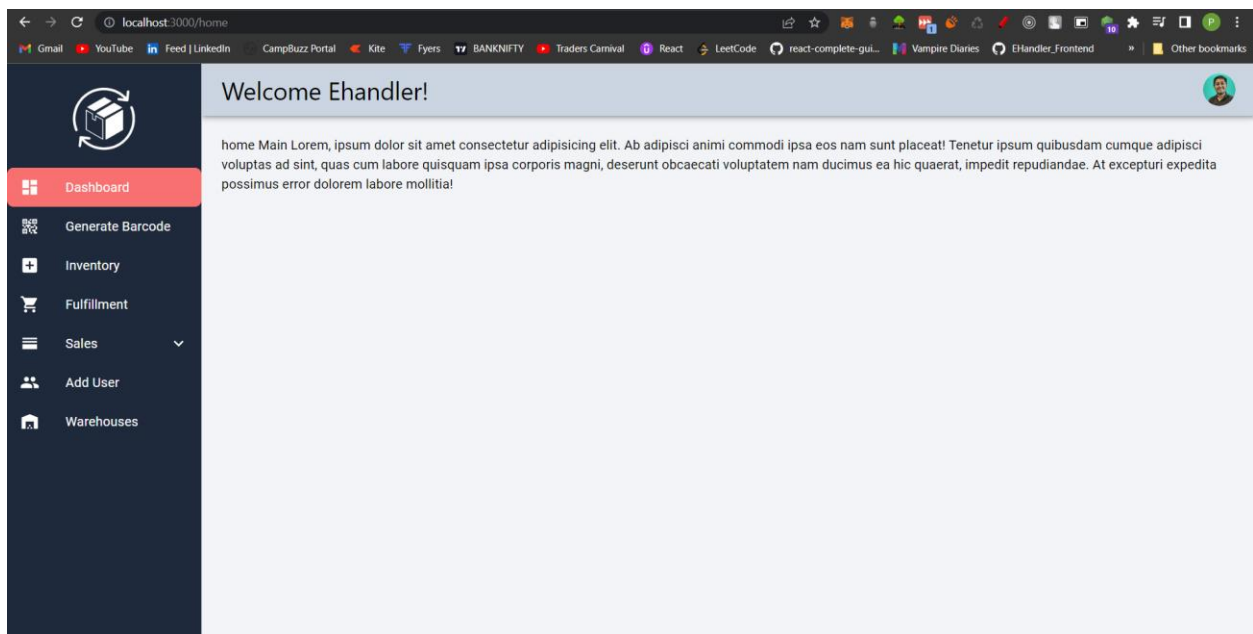 localhost:3000/home
Gmail YouTube Feed | LinkedIn CampBuzz Portal Kite Fyers BANKNIFTY Traders Carnival React LeetCode react-complete-gui... Vampire Diaries EHandler_Frontend » Other bookmarks
Welcome Ehandler!
home Main Lorem, ipsum dolor sit amet consectetur adipisicing elit. Ab adipisci animi commodi ipsa eos nam sunt placeat! Tenetur ipsum quibusdam cumque adipisci
voluptas ad sint, quas cum labore quisquam ipsa corporis magni, deserunt obcaecati voluptatem nam ducimus ea hic quaerat, impedit repudiandae. At excepturi expedita
possimus error dolorem labore mollitia!
Dashboard
Generate Barcode
Inventory
Fulfillment
Sales
Add User
Warehouses
1
10
P